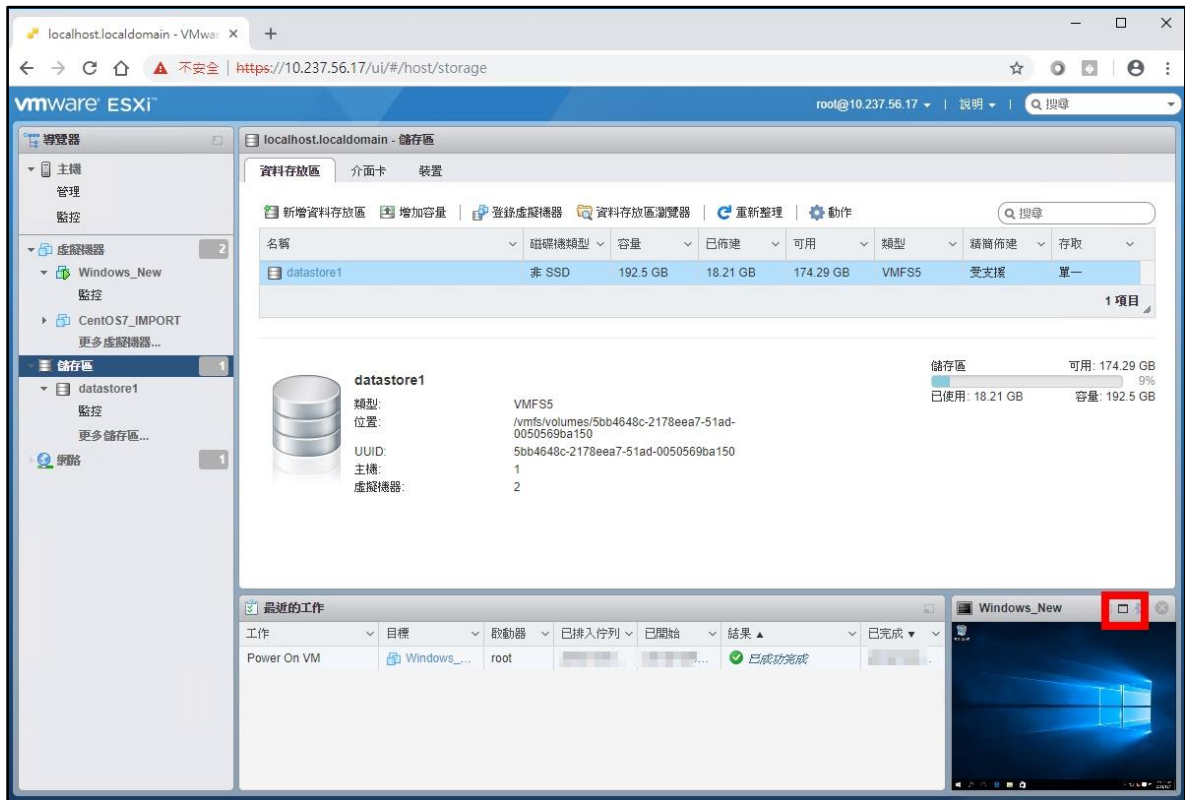 localhost.localdomain - VMwar
不安全 | https://10.237.56.17/ui/#/host/storage
vmware ESXi™
root@10.237.56.17 | 說明 | 搜尋
導覽器
主機
管理
監控
虛擬機器 2
Windows_New
監控
CentOS7_IMPORT
更多虛擬機器...
儲存區 1
datastore1
監控
更多儲存區...
網路 1
localhost.localdomain - 儲存區
資料存放區 介面卡 裝置
新增資料存放區 增加容量 | 登錄虛擬機器 資料存放區瀏覽器 | 重新整理 | 動作
搜尋
名稱 磁碟機類型 容量 已佈建 可用 類型 精簡佈建 存取
datastore1 非 SSD 192.5 GB 18.21 GB 174.29 GB VMFS5 受支援 單一
1 項目
datastore1
類型: VMFS5
位置: /vmfs/volumes/5bb4648c-2178eea7-51ad-
0050569ba150
UUID: 5bb4648c-2178eea7-51ad-0050569ba150
主機: 1
虛擬機器: 2
儲存區 可用: 174.29 GB
9%
已使用: 18.21 GB 容量: 192.5 GB
最近的工作
工作 目標 啟動器 已排入佇列 已開始 結果 已完成
Power On VM Windows_... root ... 已成功完成
Windows_New